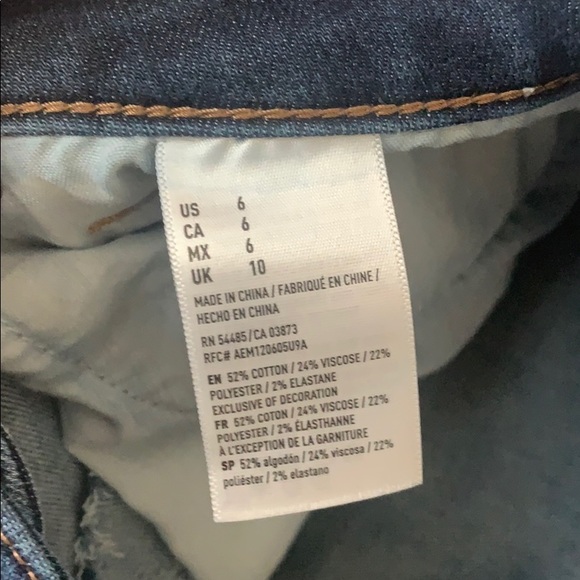 US 6
CA 6
MX 6
UK 10
MADE IN CHINA / FABRIQUÉ EN CHINE /
HECHO EN CHINA
RN 54485 / CA 03873
RFC# AEM120605U9A
EN 52% COTTON / 24% VISCOSE / 22%
POLYESTER / 2% ELASTANE
EXCLUSIVE OF DECORATION
FR 52% COTON / 24% VISCOSE / 22%
POLYESTER / 2% ÉLASTHANNE
À L'EXCEPTION DE LA GARNITURE
SP 52% algodón / 24% viscosa / 22%
poliéster / 2% elastano